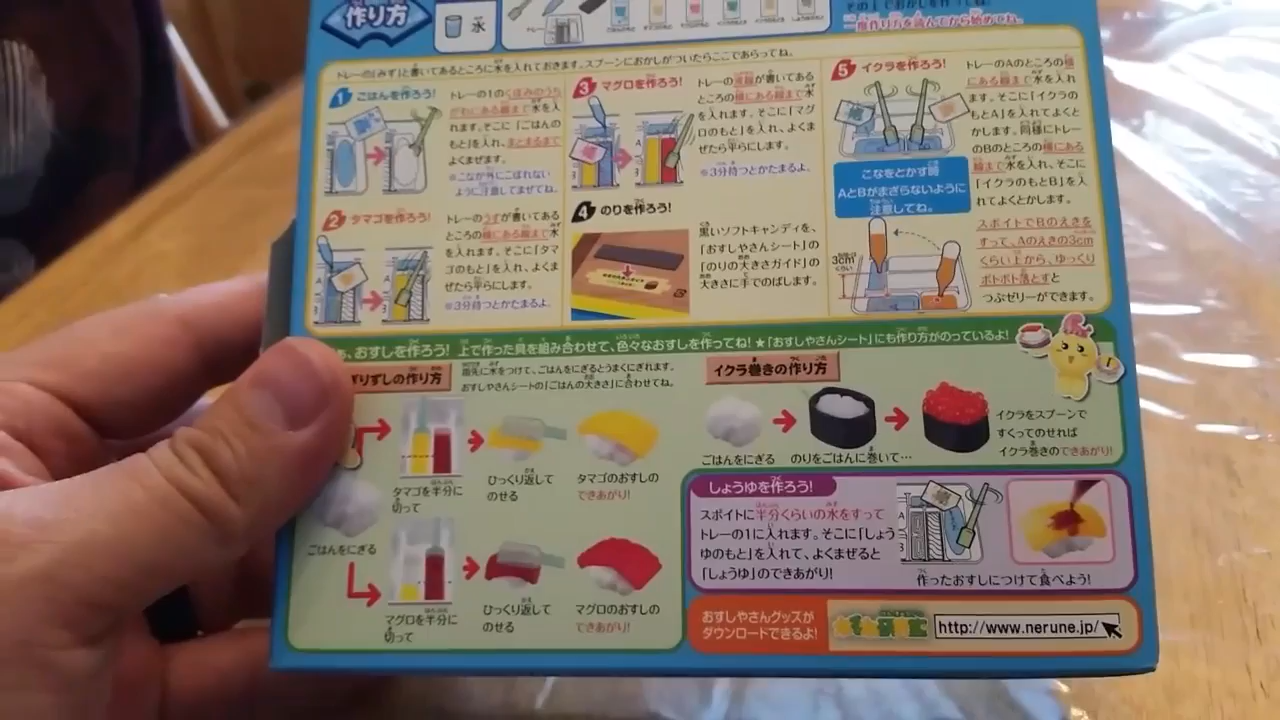 作り方
水
一度作り方を読んでから始めてね。
トレーの「みず」と書いてあるところに水を入れておきます。スプーンにおかしがついたらここであらってね。
1 ごはんを作ろう!
トレーの1のくぼみのうち
がわにある線まで水を入
れます。そこに「ごはんの
もと」を入れ、まとまるまで
よくまぜます。
※こなが外にこぼれない
ように注意してまぜてね。
2 タマゴを作ろう!
トレーのうずが書いてある
ところの横にある線まで水
を入れます。そこに「タマ
ゴのもと」を入れ、よくま
ぜたら平らにします。
※3分待つとかたまるよ。
3 マグロを作ろう!
トレーの波線が書いてある
ところの横にある線まで水
を入れます。そこに「マグ
ロのもと」を入れ、よくま
ぜたら平らにします。
※3分待つとかたまるよ。
4 のりを作ろう!
黒いソフトキャンディを、
「おすしやさんシート」の
「のりの大きさガイド」の
大きさに手でのばします。
5 イクラを作ろう!
トレーのAのところの横
にある線まで水を入れ
ます。そこに「イクラの
もとA」を入れてよくと
かします。同様にトレー
のBのところの横にある
線まで水を入れ、そこに
「イクラのもとB」を入
れてよくとかします。
こなをとかす時
AとBがまざらないように
注意してね。
スポイトでBのえきを
すって、Aのえきの3cm
くらい上から、ゆっくり
ポトポト落とすと
つぶゼリーができます。
3cm
くらい
あ、おすしを作ろう! 上で作った具を組み合わせて、色々なおすしを作ってね!★「おすしやさんシート」にも作り方がのっているよ!
ぎりずしの作り方
指先に水をつけて、ごはんをにぎるとうまくにぎれます。
おすしやさんシートの「ごはんの大きさ」に合わせてね。
ごはんをにぎる
タマゴを半分に
切って
ひっくり返して
のせる
タマゴのおすしの
できあがり!
マグロを半分に
切って
ひっくり返して
のせる
マグロのおすしの
できあがり!
イクラ巻きの作り方
ごはんをにぎる
のりをごはんに巻いて…
イクラをスプーンで
すくってのせれば
イクラ巻きのできあがり!
しょうゆを作ろう!
スポイトに半分くらいの水をすって
トレーの1に入れます。そこに「しょう
ゆのもと」を入れて、よくまぜると
「しょうゆ」のできあがり!
作ったおすしにつけて食べよう!
おすしやさんグッズが
ダウンロードできるよ!
http://www.nerune.jp/